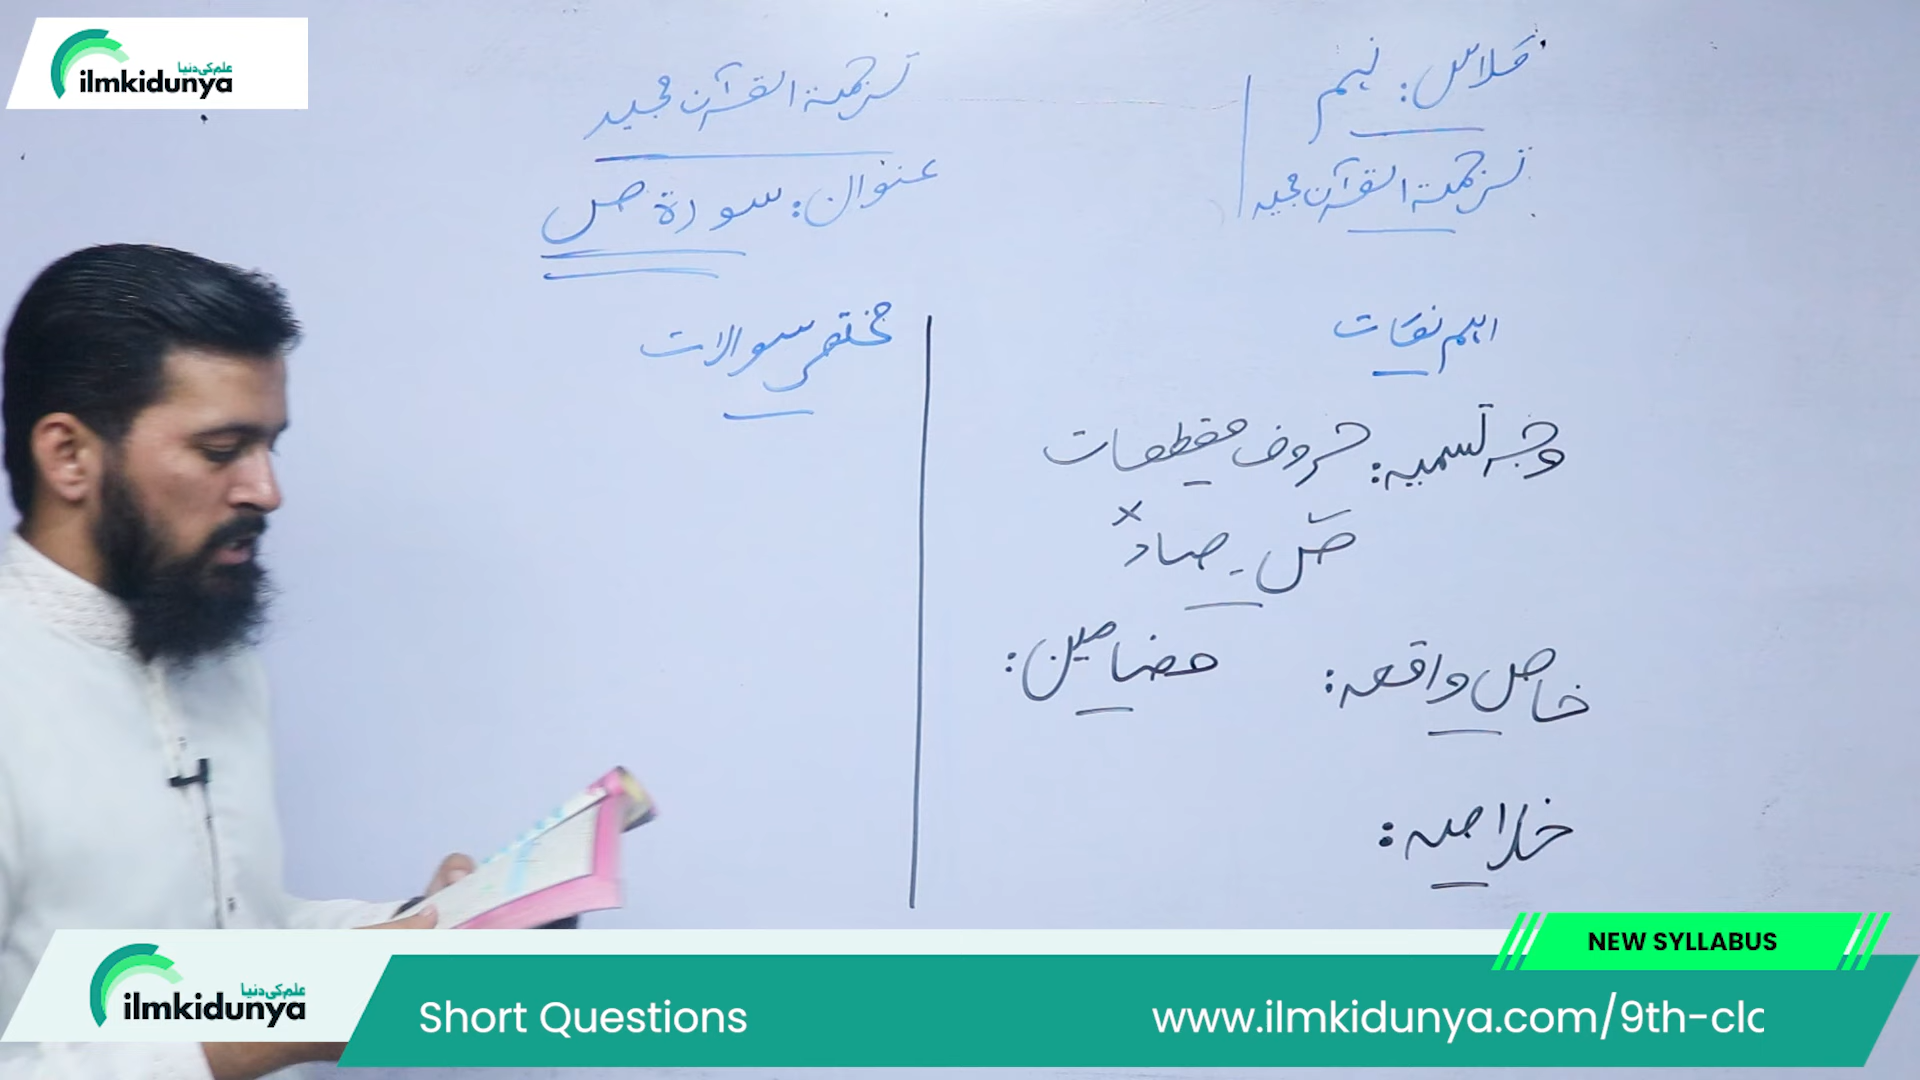 علم کی دنیا
ilmkidunya
کلاس: نہم
ترجمۃ القرآن مجید
ترجمۃ القرآن مجید
عنوان: سورۃ ص
اہم نکات
مختصر سوالات
وجہ تسمیہ: حروف مقطعات
صٓ ۔ صاد x
خاص واقعہ:
مضامین:
خلاصہ:
NEW SYLLABUS
علم کی دنیا
ilmkidunya
Short Questions
www.ilmkidunya.com/9th-cla